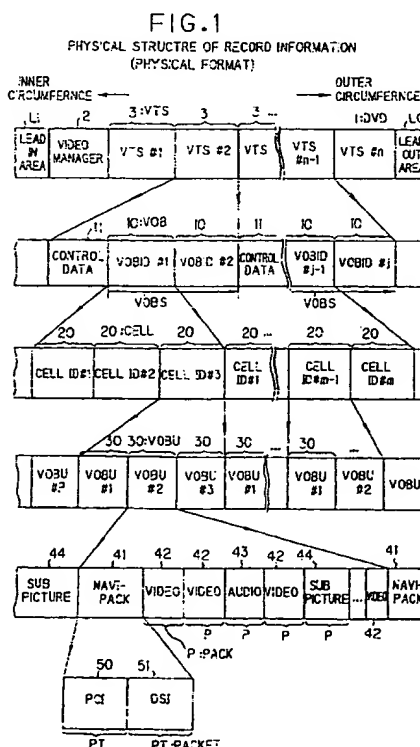 FIG.1
PHYSICAL STRUCTRE OF RECORD INFORMATION
(PHYSICAL FORMAT)
INNER CIRCUMFERNCE OUTER CIRCUMFERNCE
L1 2 3:VTS 3 3 ... 1:DVD LO
LEAD IN AREA VIDEO MANAGER VTS #1 VTS #2 VTS VTS #n-1 VTS #n LEAD OUT AREA
11 10:VOB 10 11 10 10
CONTROL DATA VOBID #1 VOBID #2 CONTROL DATA VOBID #j-1 VOBID #j
VOBS VOBS
20 20:CELL 20 20 ... 20 20
CELL ID#1 CELL ID#2 CELL ID#3 CELL ID#1 CELL ID#m-1 CELL ID#m
30 30:VOBU 30 30 ... 30 ...
VOBU #P VOBU #1 VOBU #2 VOBU #3 VOBU #1 VOBU #1 VOBU #2 VOBU
44 41 42 42 43 42 44 41
SUB PICTURE NAVI-PACK VIDEO VIDEO AUDIO VIDEO SUB PICTURE ... VIDEO NAVI-PACK
P P P P 42
P:PACK
50 51
PCI DSI
PT PT:PACKET